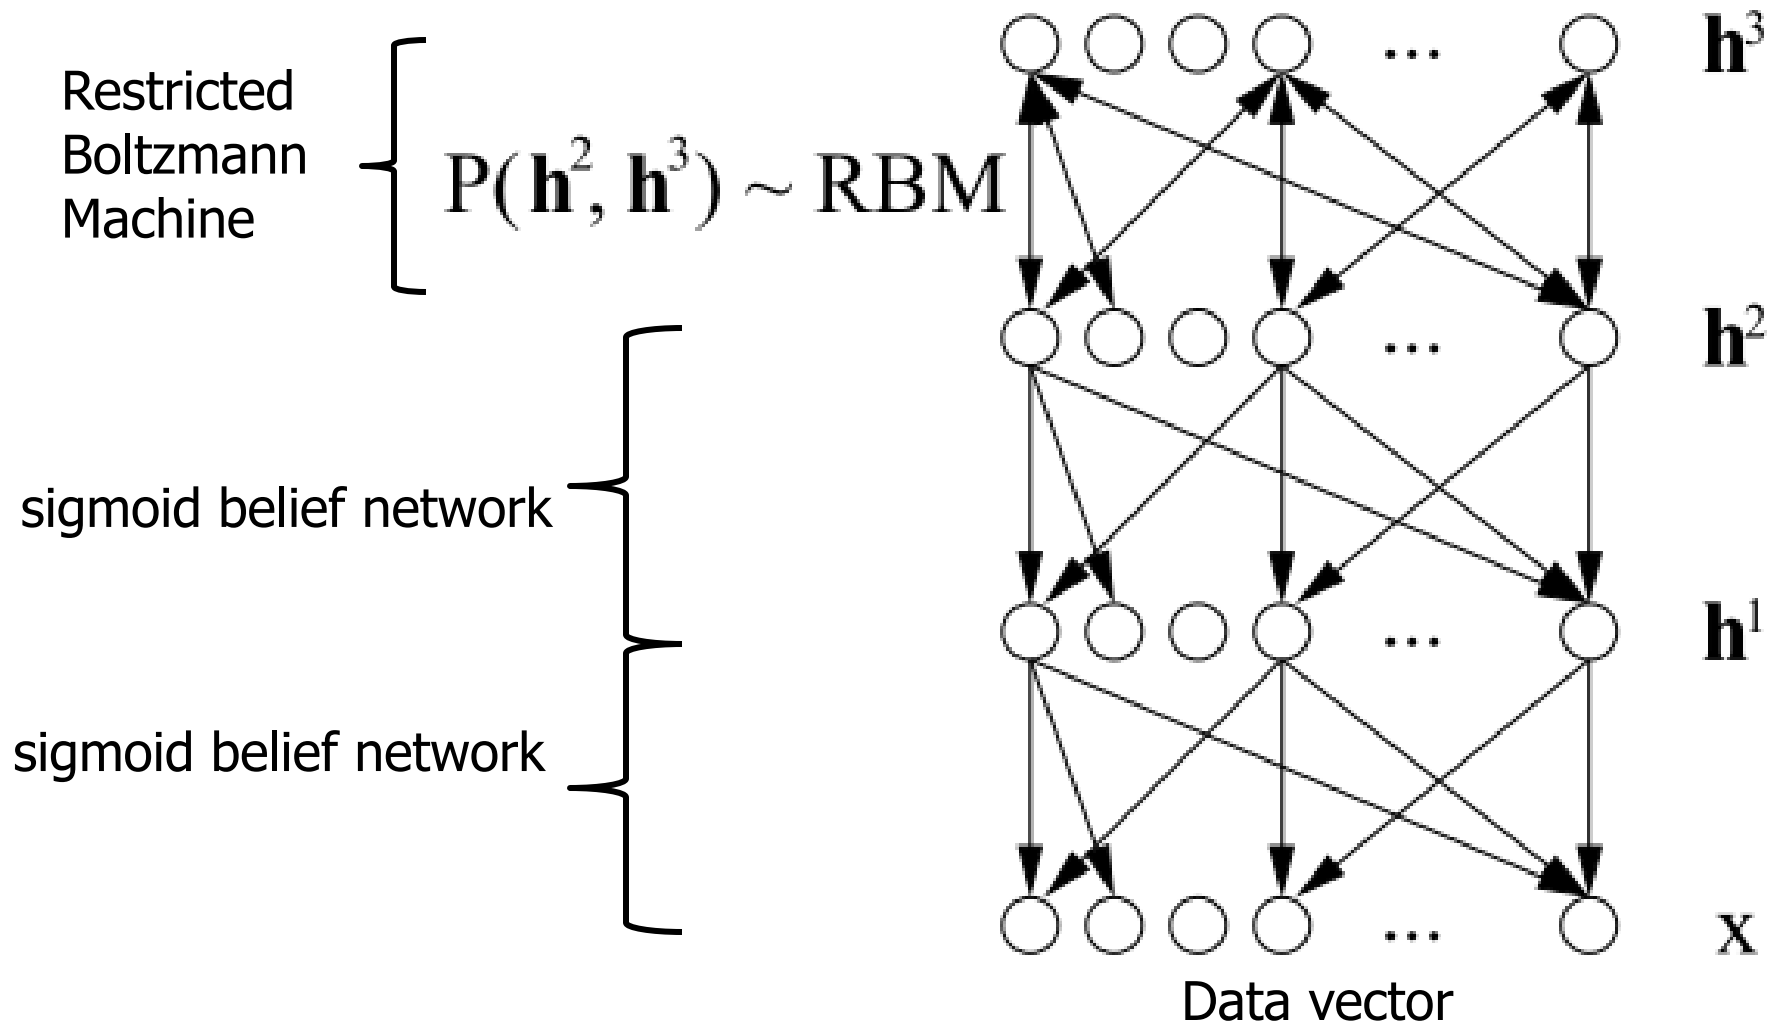 Restricted
Boltzmann
Machine
P(h², h³) ~ RBM
... h³
... h²
sigmoid belief network
... h¹
sigmoid belief network
... x
Data vector